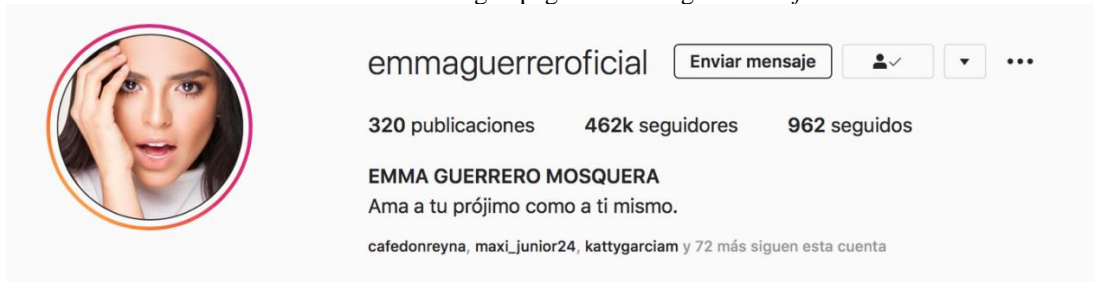 emmaguerreroficial Enviar mensaje
320 publicaciones 462k seguidores 962 seguidos
EMMA GUERRERO MOSQUERA
Ama a tu prójimo como a ti mismo.
cafedonreyna, maxi_junior24, kattygarciam y 72 más siguen esta cuenta